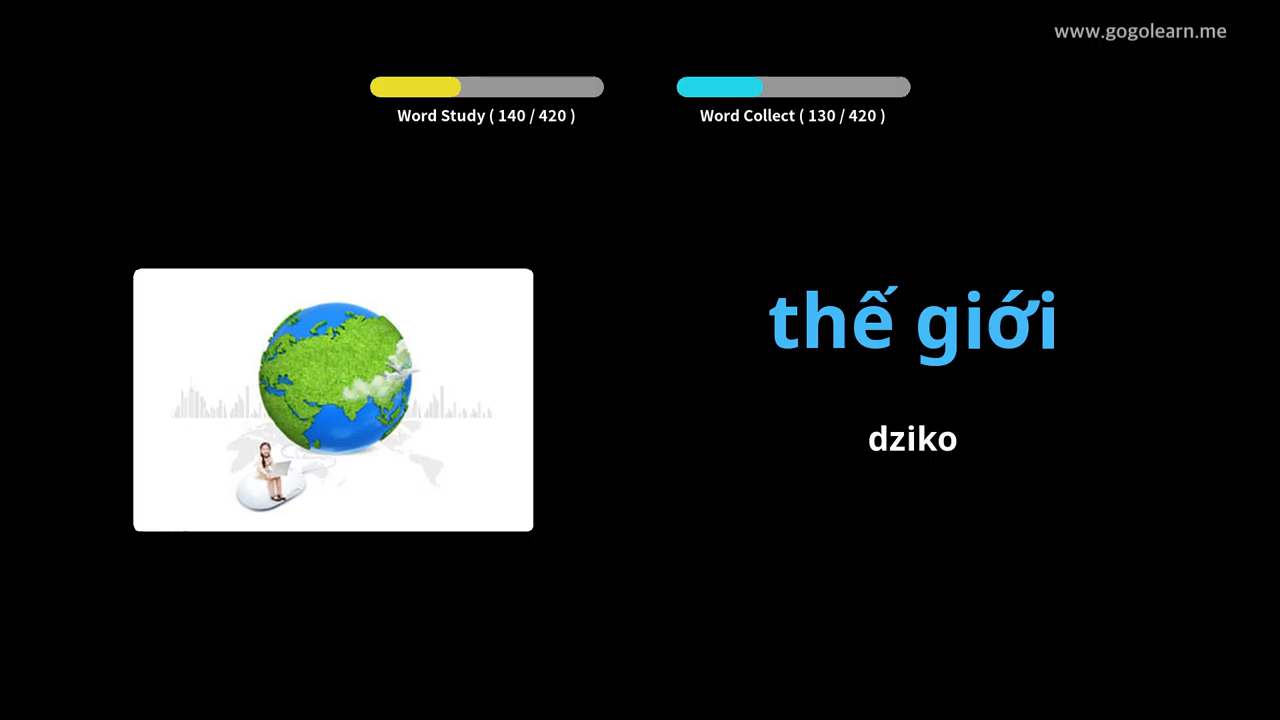 www.gogolearn.me
Word Study ( 140 / 420 )
Word Collect ( 130 / 420 )
thế giới
dziko